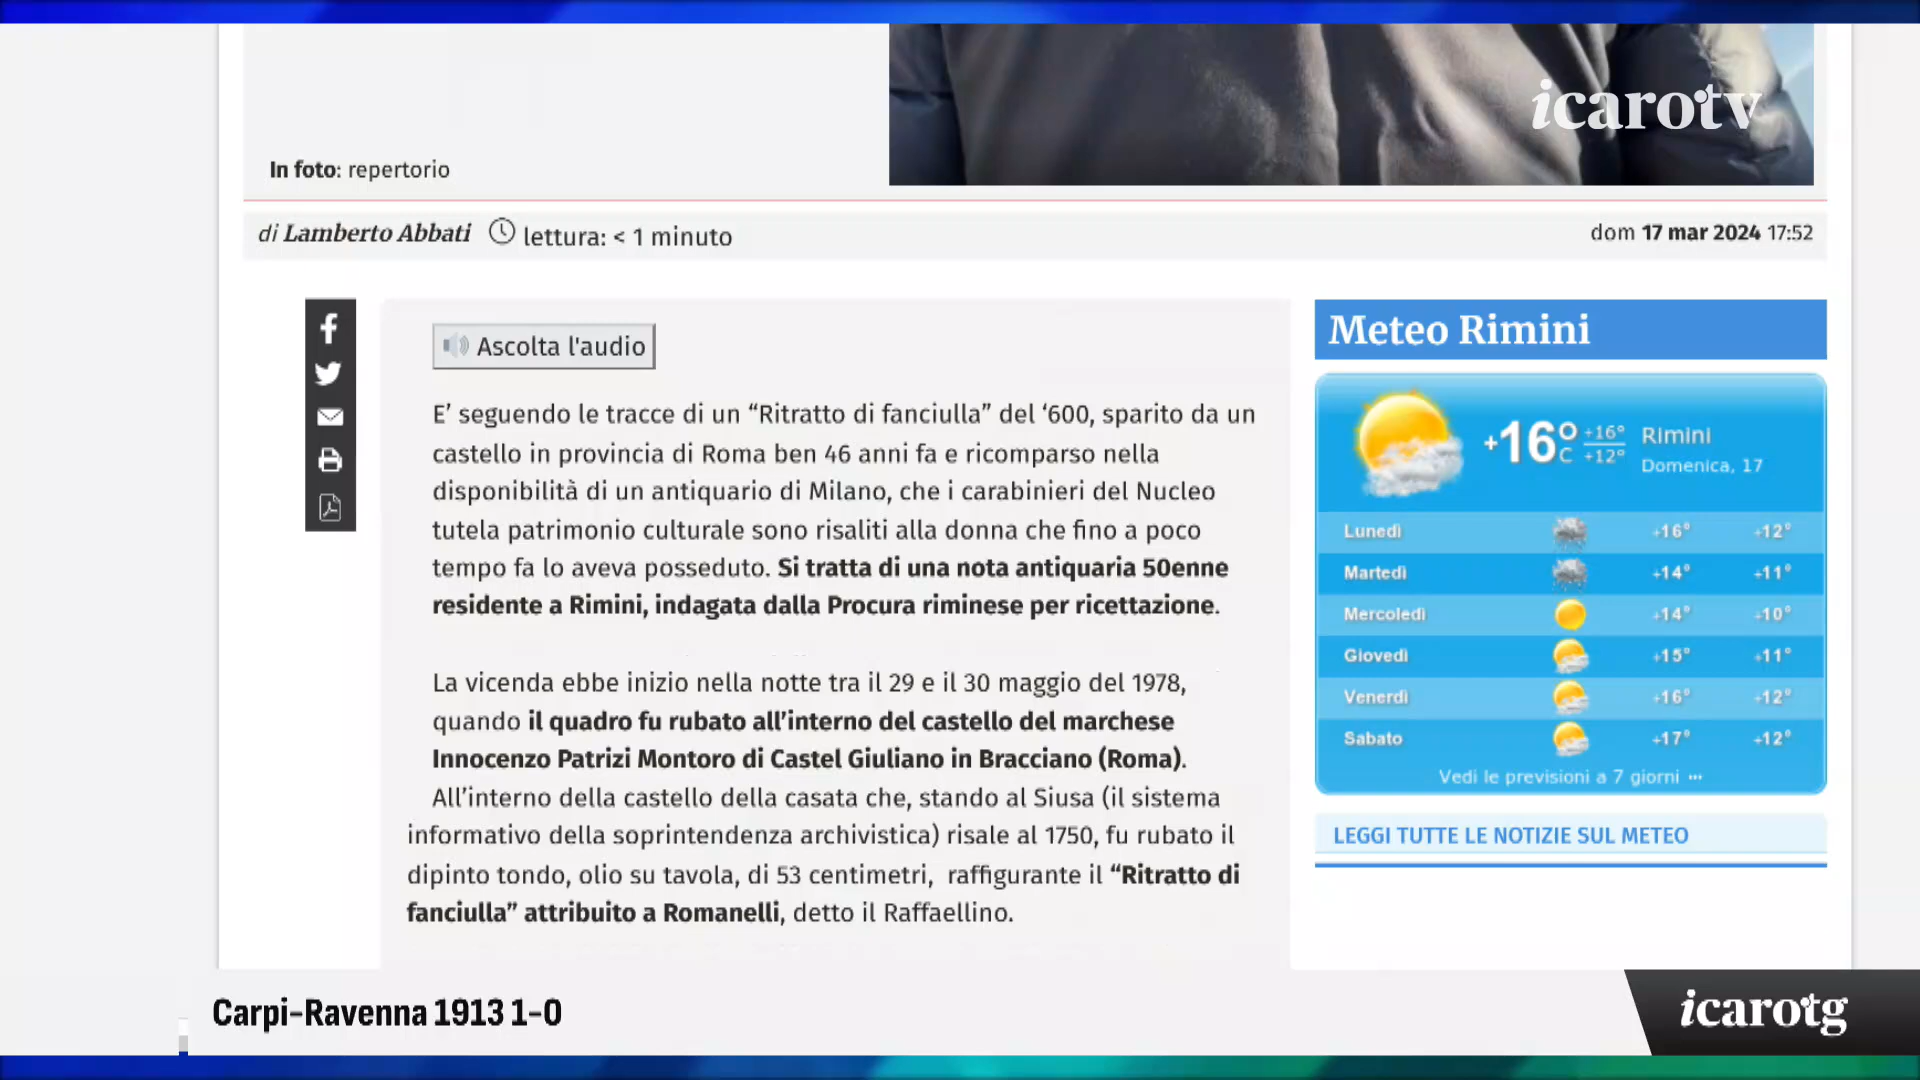 icarotv
In foto: repertorio
di Lamberto Abbati lettura: < 1 minuto
dom 17 mar 2024 17:52
Ascolta l'audio
E’ seguendo le tracce di un “Ritratto di fanciulla” del ‘600, sparito da un
castello in provincia di Roma ben 46 anni fa e ricomparso nella
disponibilità di un antiquario di Milano, che i carabinieri del Nucleo
tutela patrimonio culturale sono risaliti alla donna che fino a poco
tempo fa lo aveva posseduto. Si tratta di una nota antiquaria 50enne
residente a Rimini, indagata dalla Procura riminese per ricettazione.
La vicenda ebbe inizio nella notte tra il 29 e il 30 maggio del 1978,
quando il quadro fu rubato all’interno del castello del marchese
Innocenzo Patrizi Montoro di Castel Giuliano in Bracciano (Roma).
All’interno della castello della casata che, stando al Siusa (il sistema
informativo della soprintendenza archivistica) risale al 1750, fu rubato il
dipinto tondo, olio su tavola, di 53 centimetri, raffigurante il “Ritratto di
fanciulla” attribuito a Romanelli, detto il Raffaellino.
Meteo Rimini
+16°C +16° +12° Rimini
Domenica, 17
Lunedì +16° +12°
Martedì +14° +11°
Mercoledì +14° +10°
Giovedì +15° +11°
Venerdì +16° +12°
Sabato +17° +12°
Vedi le previsioni a 7 giorni ···
LEGGI TUTTE LE NOTIZIE SUL METEO
Carpi-Ravenna 1913 1-0
icarotg